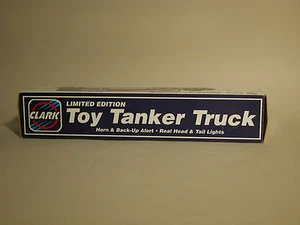 CLARK
LIMITED EDITION
Toy Tanker Truck
Horn & Back-Up Alert • Real Head & Tail Lights